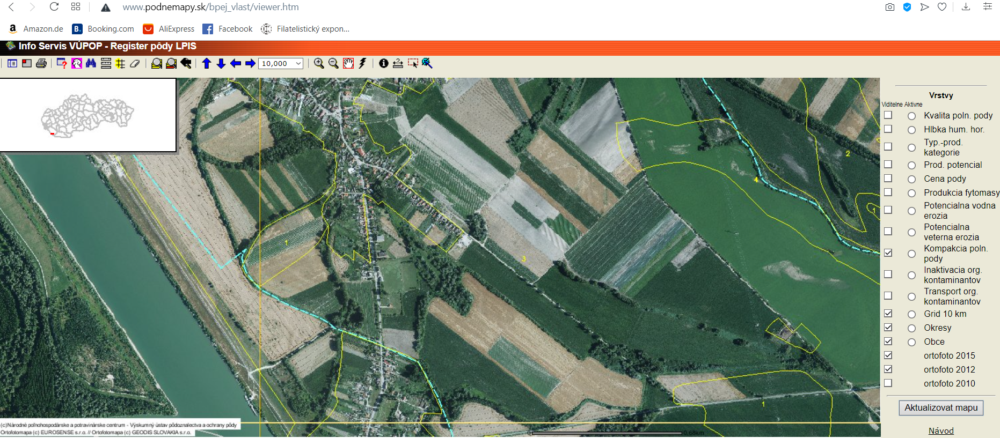 www.podnemapy.sk/bpej_vlast/viewer.htm
Amazon.de Booking.com AliExpress Facebook Filatelistický expon...
Info Servis VÚPOP - Register pôdy LPIS
10,000
Vrstvy
Viditelne Aktivne
Kvalita poln. pody
Hlbka hum. hor.
Typ.-prod.
kategorie
Prod. potencial
Cena pody
Produkcia fytomasy
Potencialna vodna
erozia
Potencialna
veterna erozia
Kompakcia poln.
pody
Inaktivacia org.
kontaminantov
Transport org.
kontaminantov
Grid 10 km
Okresy
Obce
ortofoto 2015
ortofoto 2012
ortofoto 2010
Aktualizovat mapu
Návod
2
4
1
1
3
1
0.68km
(c)Národné poľnohospodárske a potravinárske centrum - Výskumný ústav pôdoznalectva a ochrany pôdy
Ortofotomapa (c) EUROSENSE s.r.o. // Ortofotomapa (c) GEODIS SLOVAKIA s.r.o.